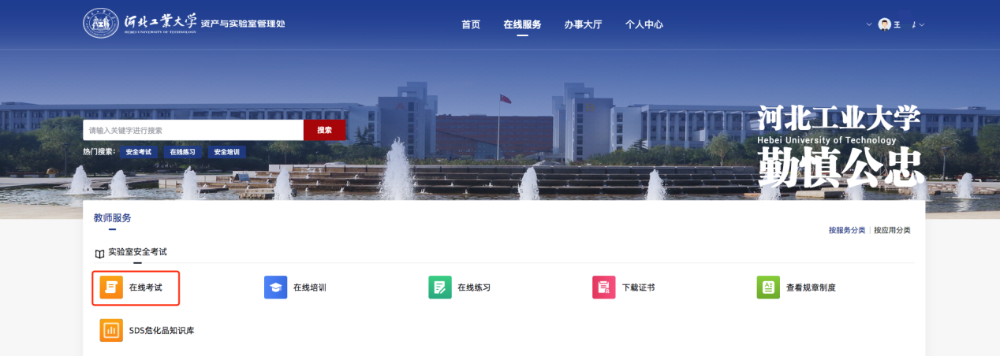 河北工業大学 资产与实验室管理处
HEBEI UNIVERSITY OF TECHNOLOGY
首页 在线服务 办事大厅 个人中心
王
河北工业大学
Hebei University of Technology
勤慎公忠
请输入关键字进行搜索 搜索
热门搜索: 安全考试 在线练习 安全培训
教师服务
按服务分类 | 按应用分类
实验室安全考试
在线考试 在线培训 在线练习 下载证书 查看规章制度
SDS危化品知识库